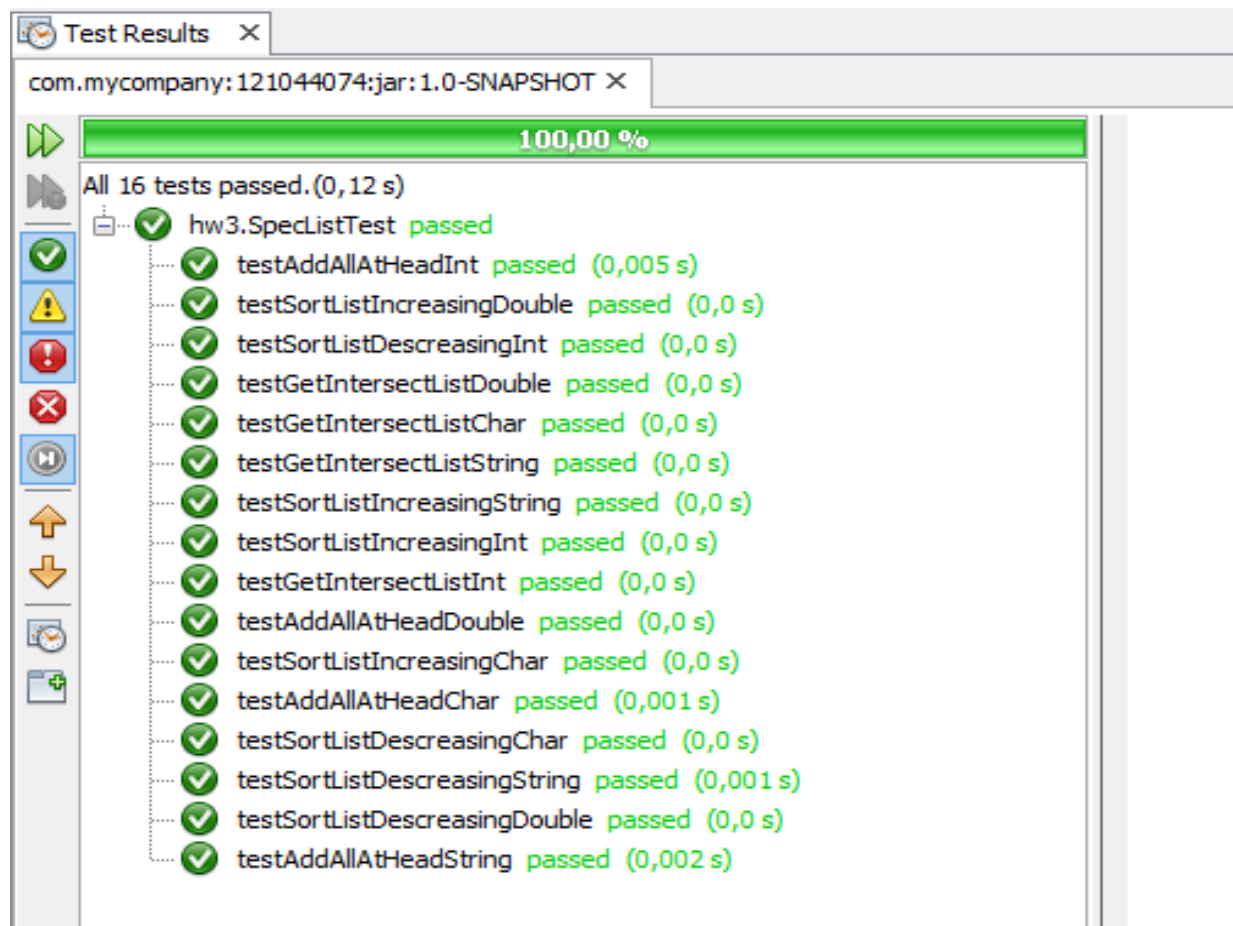 Test Results
com.mycompany:121044074:jar:1.0-SNAPSHOT
100,00 %
All 16 tests passed.(0,12 s)
hw3.SpecListTest passed
testAddAllAtHeadInt passed (0,005 s)
testSortListIncreasingDouble passed (0,0 s)
testSortListDescreasingInt passed (0,0 s)
testGetIntersectListDouble passed (0,0 s)
testGetIntersectListChar passed (0,0 s)
testGetIntersectListString passed (0,0 s)
testSortListIncreasingString passed (0,0 s)
testSortListIncreasingInt passed (0,0 s)
testGetIntersectListInt passed (0,0 s)
testAddAllAtHeadDouble passed (0,0 s)
testSortListIncreasingChar passed (0,0 s)
testAddAllAtHeadChar passed (0,001 s)
testSortListDescreasingChar passed (0,0 s)
testSortListDescreasingString passed (0,001 s)
testSortListDescreasingDouble passed (0,0 s)
testAddAllAtHeadString passed (0,002 s)